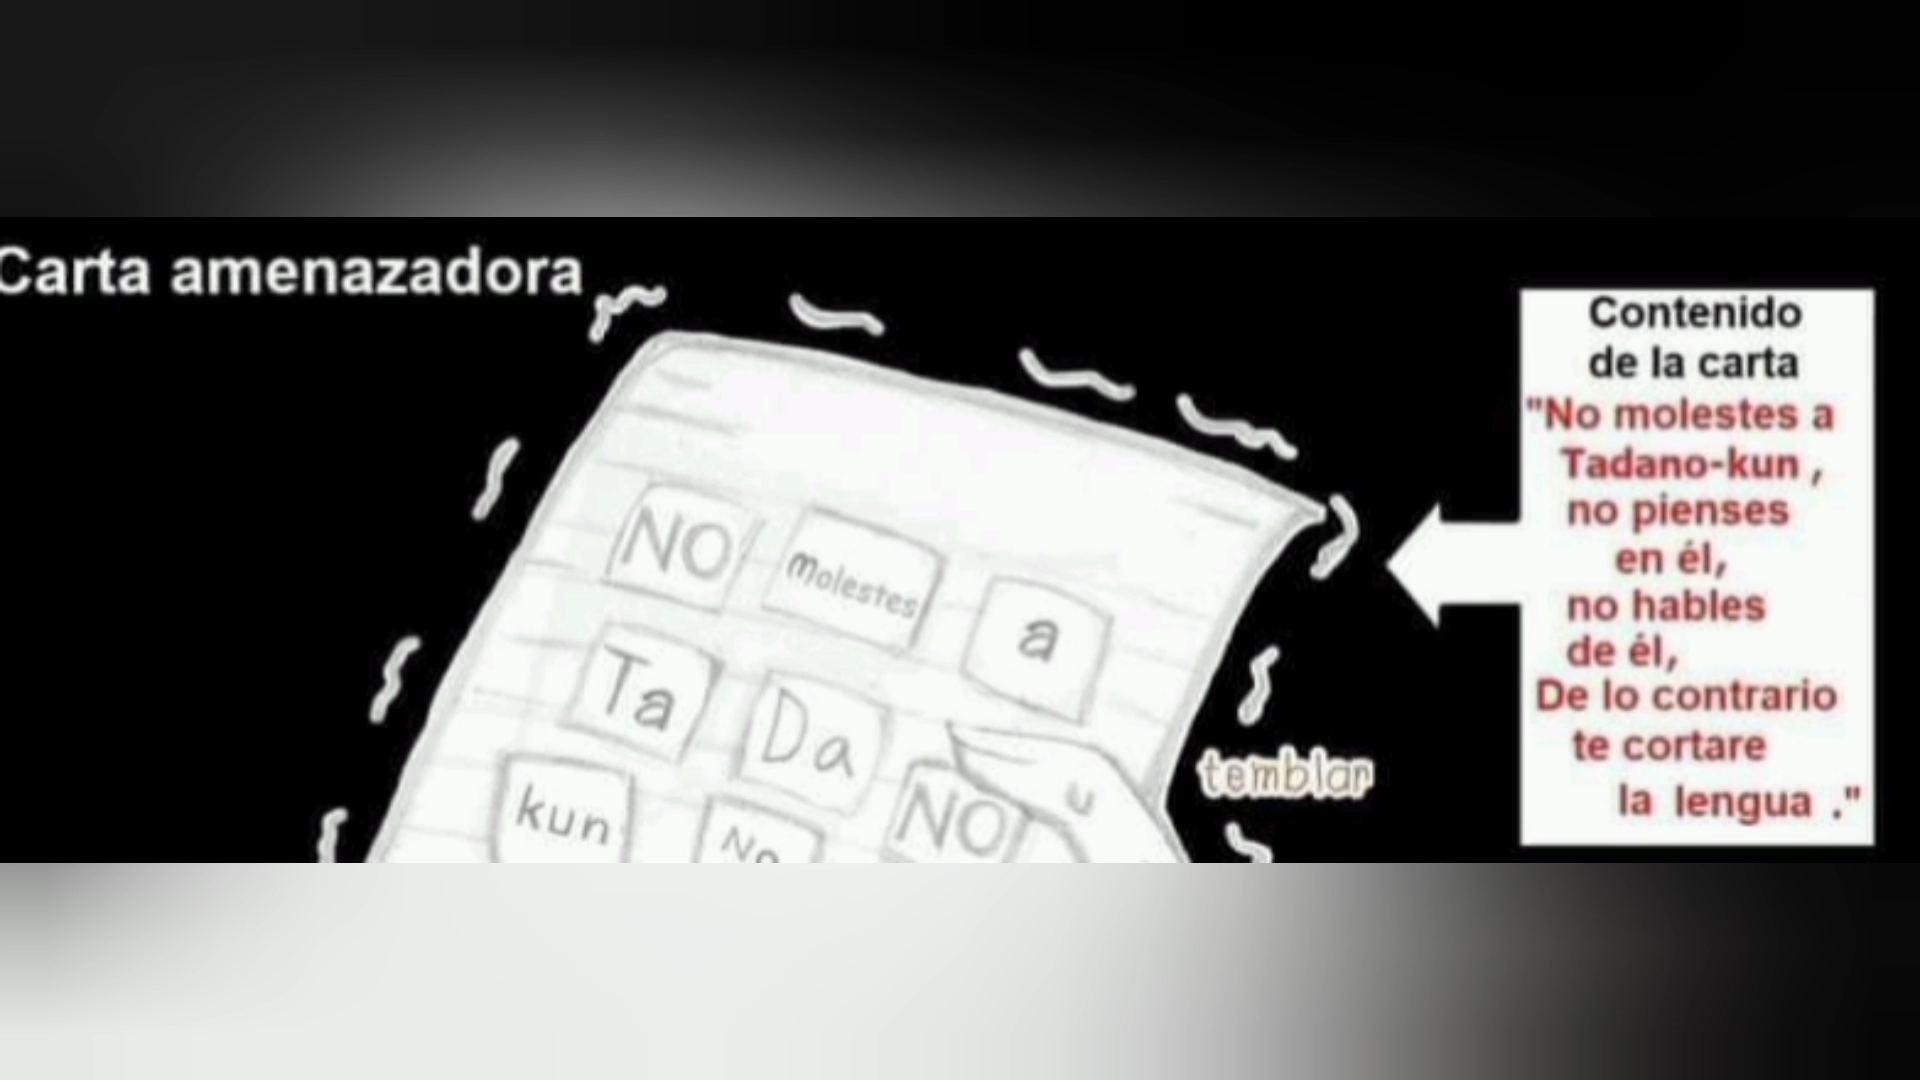 Carta amenazadora
NO molestes a
Ta Da NO
kun No
temblar
Contenido
de la carta
"No molestes a
Tadano-kun ,
no pienses
en él,
no hables
de él,
De lo contrario
te cortare
la lengua ."